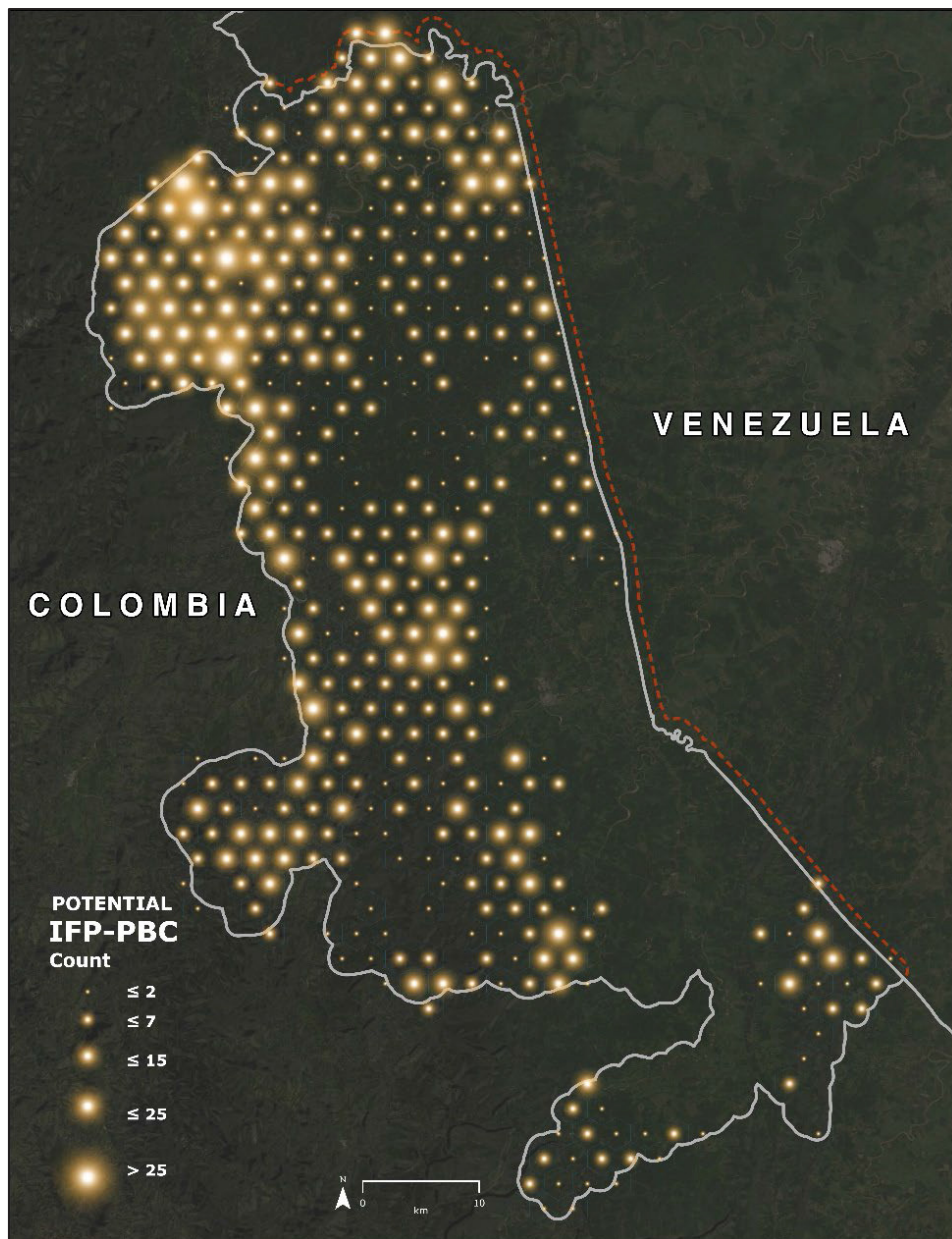 VENEZUELA
COLOMBIA
POTENTIAL
IFP-PBC
Count
≤ 2
≤ 7
≤ 15
≤ 25
> 25
N
0 10
km